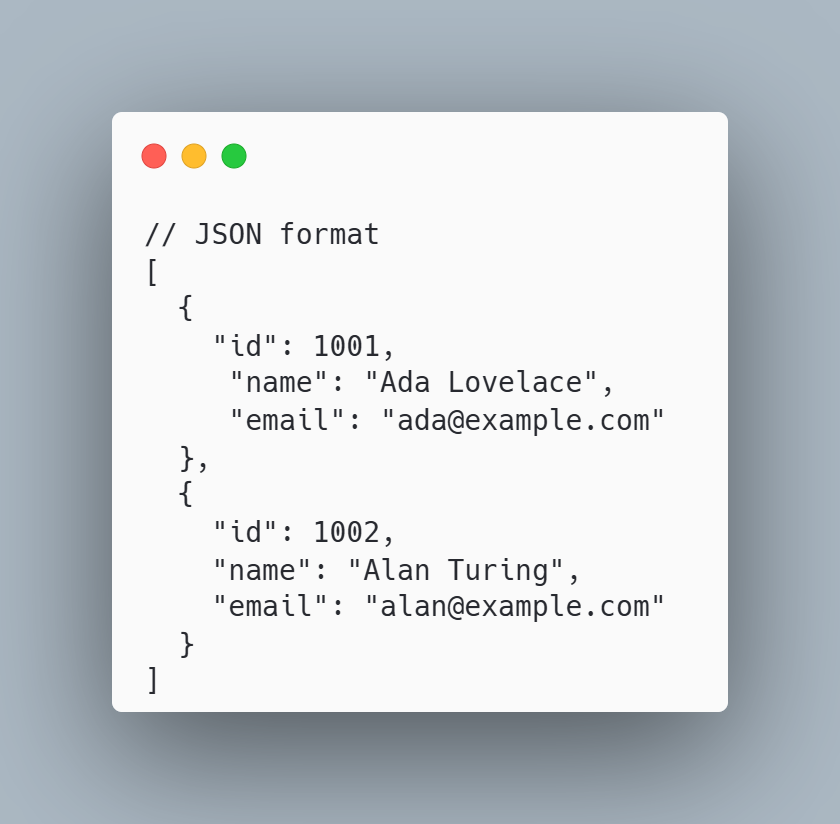 // JSON format
[
  {
    "id": 1001,
     "name": "Ada Lovelace",
     "email": "ada@example.com"
  },
  {
    "id": 1002,
    "name": "Alan Turing",
    "email": "alan@example.com"
  }
]